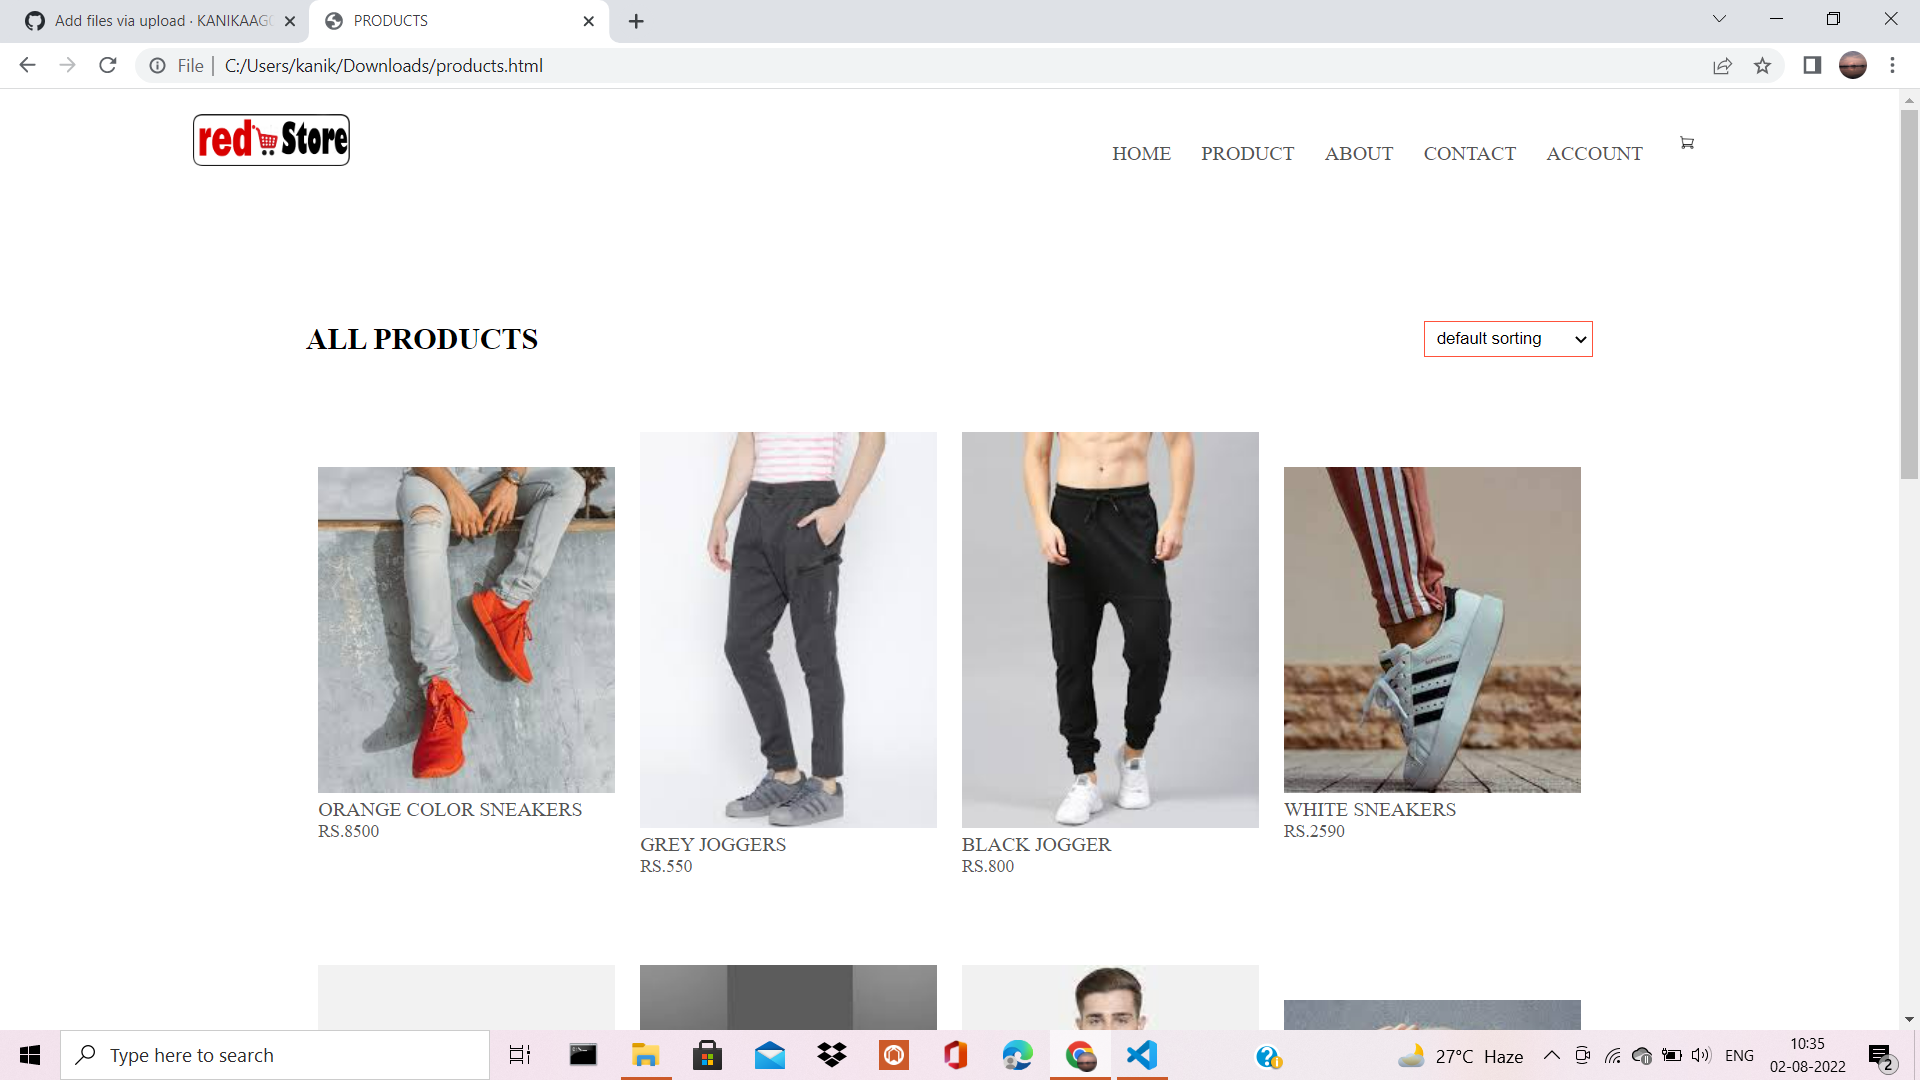 Add files via upload · KANIKAAGO
PRODUCTS
File
C:/Users/kanik/Downloads/products.html
red Store
HOME
PRODUCT
ABOUT
CONTACT
ACCOUNT
ALL PRODUCTS
default sorting
ORANGE COLOR SNEAKERS
RS.8500
GREY JOGGERS
RS.550
BLACK JOGGER
RS.800
WHITE SNEAKERS
RS.2590
Type here to search
27°C Haze
ENG
10:35
02-08-2022
2